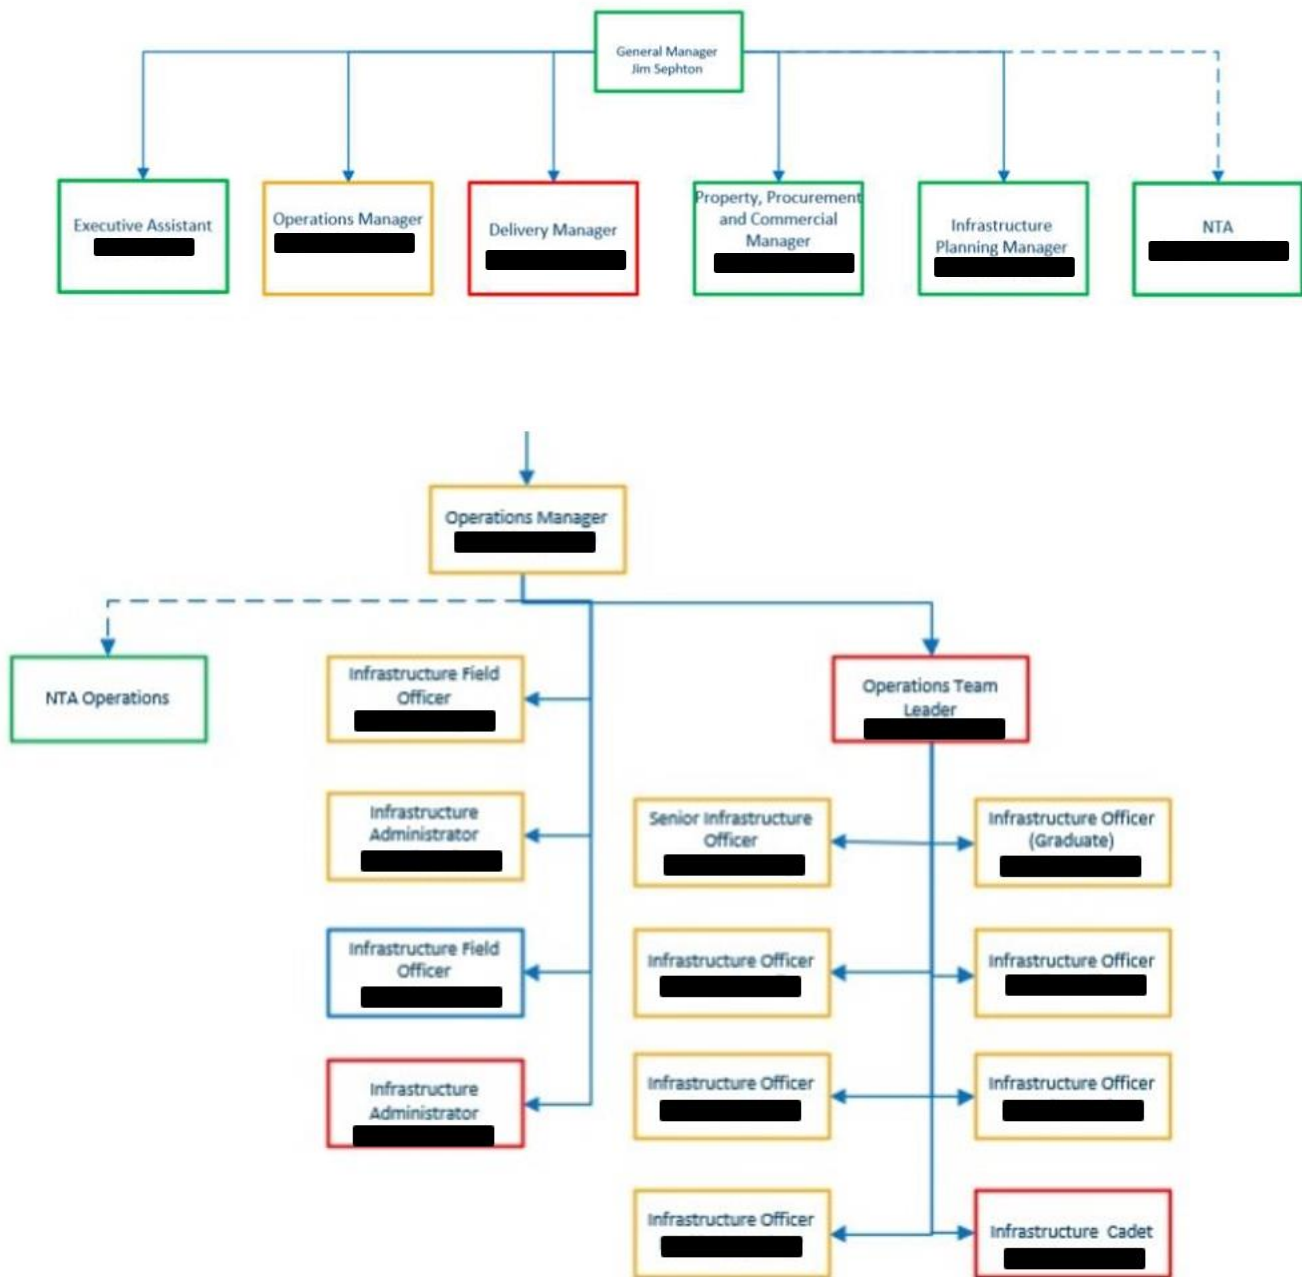 General Manager
Jim Sephton
Executive Assistant
Operations Manager
Delivery Manager
Property, Procurement
and Commercial
Manager
Infrastructure
Planning Manager
NTA
Operations Manager
NTA Operations
Infrastructure Field
Officer
Operations Team
Leader
Infrastructure
Administrator
Senior Infrastructure
Officer
Infrastructure Officer
(Graduate)
Infrastructure Field
Officer
Infrastructure Officer
Infrastructure Officer
Infrastructure
Administrator
Infrastructure Officer
Infrastructure Officer
Infrastructure Officer
Infrastructure Cadet